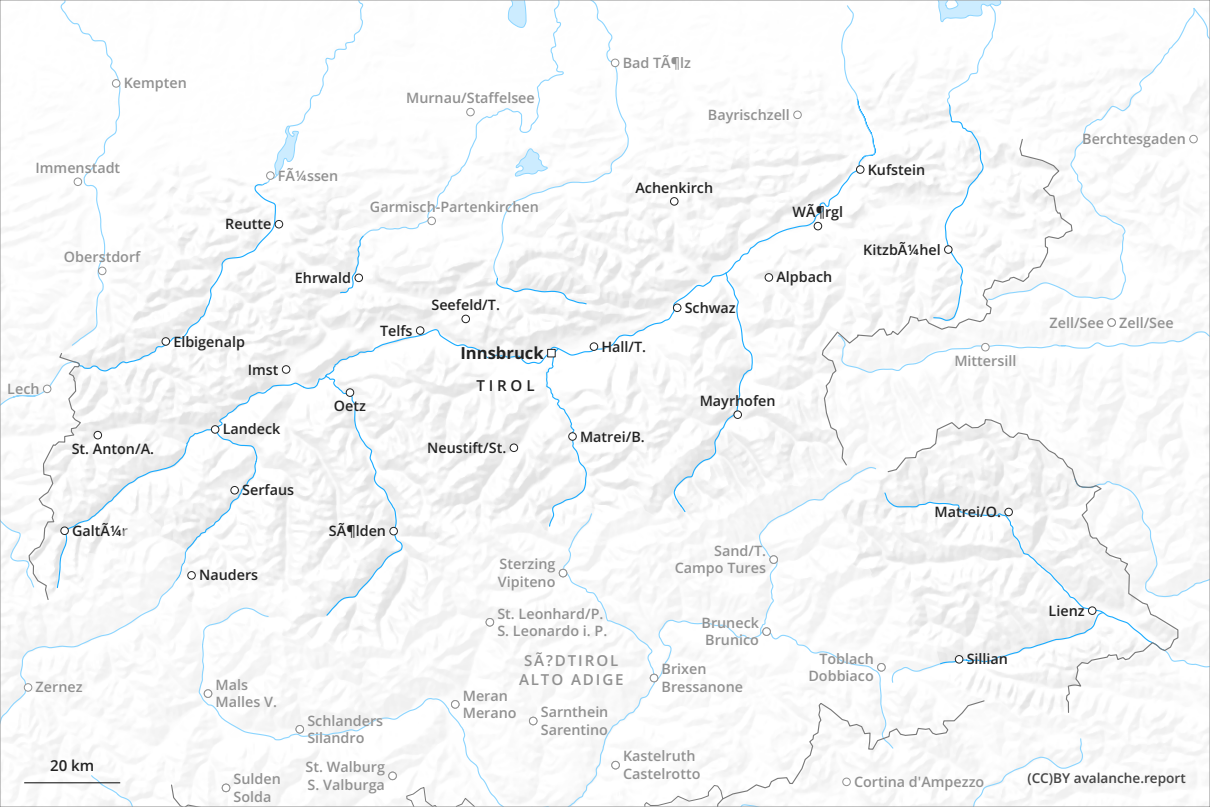 Kempten
Bad TÃ¶lz
Murnau/Staffelsee
Bayrischzell
Berchtesgaden
Immenstadt
FÃ¼ssen
Kufstein
Achenkirch
Garmisch-Partenkirchen
WÃ¶rgl
Reutte
KitzbÃ¼hel
Oberstdorf
Ehrwald
Alpbach
Seefeld/T.
Schwaz
Zell/See
Zell/See
Telfs
Elbigenalp
Innsbruck
Hall/T.
Mittersill
Imst
TIROL
Lech
Oetz
Mayrhofen
Landeck
Matrei/B.
St. Anton/A.
Neustift/St.
Serfaus
Matrei/O.
GaltÃ¼r
SÃ¶lden
Sand/T.
Campo Tures
Sterzing
Vipiteno
Nauders
Lienz
St. Leonhard/P.
S. Leonardo i. P.
Bruneck
Brunico
SÃ?DTIROL
ALTO ADIGE
Toblach
Dobbiaco
Sillian
Brixen
Bressanone
Zernez
Mals
Malles V.
Meran
Merano
Sarnthein
Sarentino
Schlanders
Silandro
Kastelruth
Castelrotto
20 km
St. Walburg
S. Valburga
Sulden
Solda
Cortina d'Ampezzo
(CC)BY avalanche.report